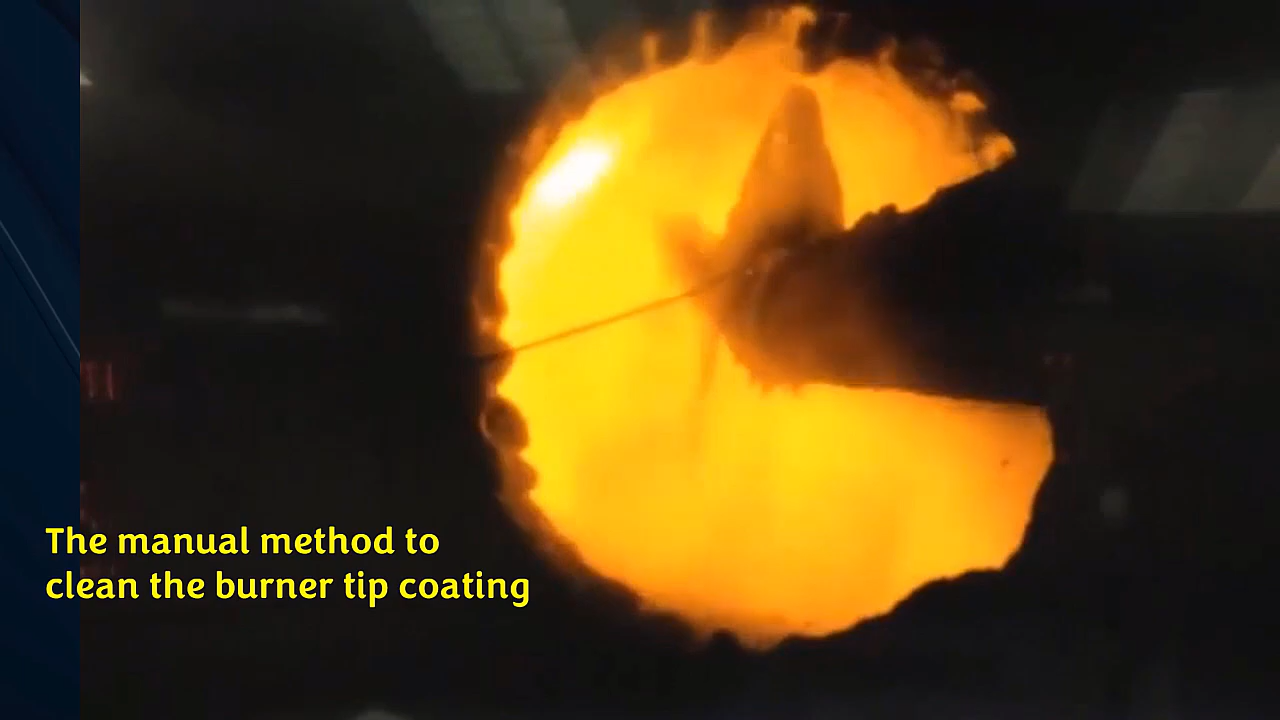 The manual method to
clean the burner tip coating